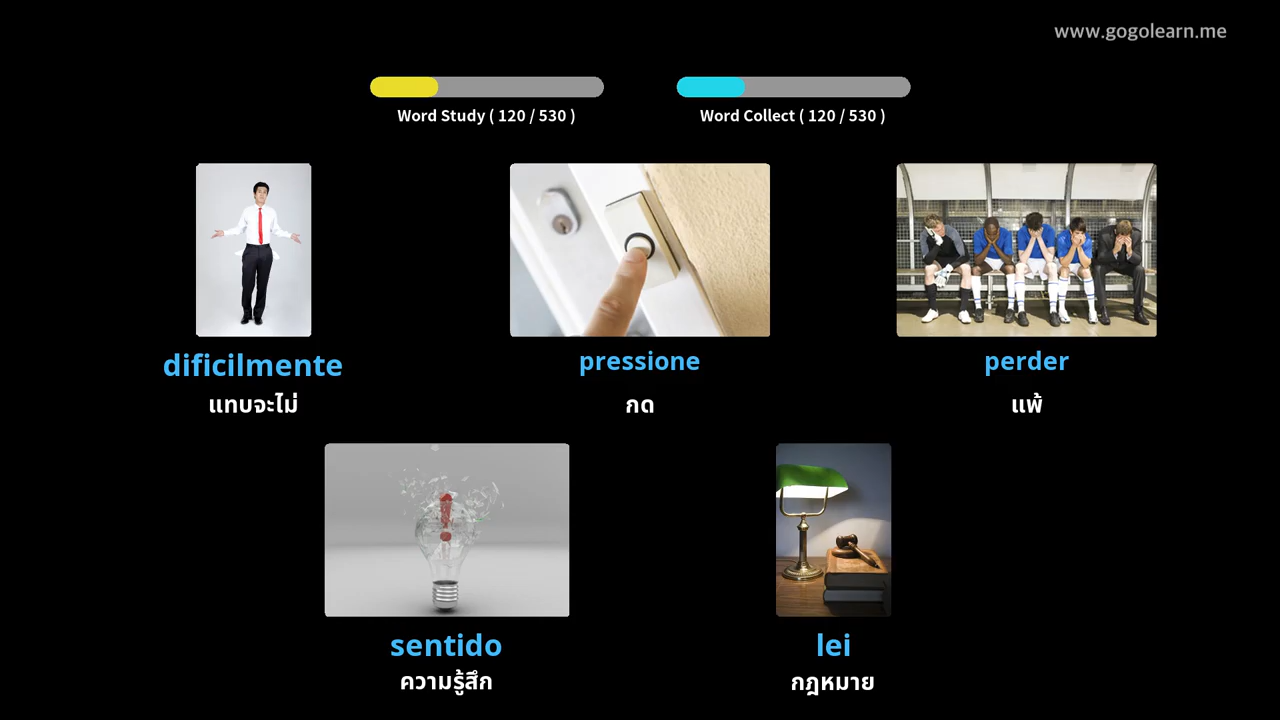 www.gogolearn.me
Word Study ( 120 / 530 )
Word Collect ( 120 / 530 )
dificilmente
แทบจะไม่
pressione
กด
perder
แพ้
sentido
ความรู้สึก
lei
กฎหมาย